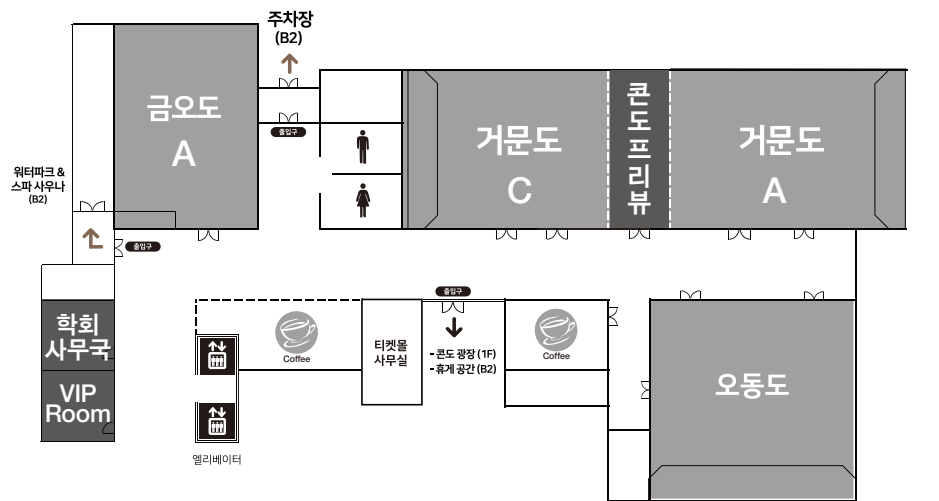 주차장
(B2)
금오도
A
출입구
워터파크 &
스파 사우나
(B2)
출입구
거문도
C
콘도프리뷰
거문도
A
학회
사무국
VIP
Room
Coffee
티켓몰
사무실
출입구
- 콘도 광장 (1F)
- 휴게 공간 (B2)
Coffee
오동도
엘리베이터